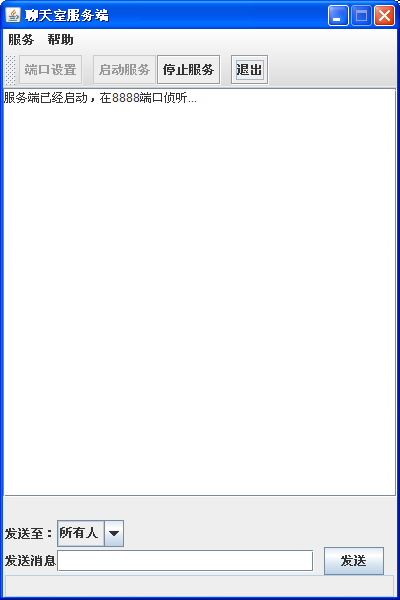 聊天室服务端
服务 帮助
端口设置 启动服务 停止服务 退出
服务端已经启动，在8888端口侦听...
发送至： 所有人
发送消息 发送